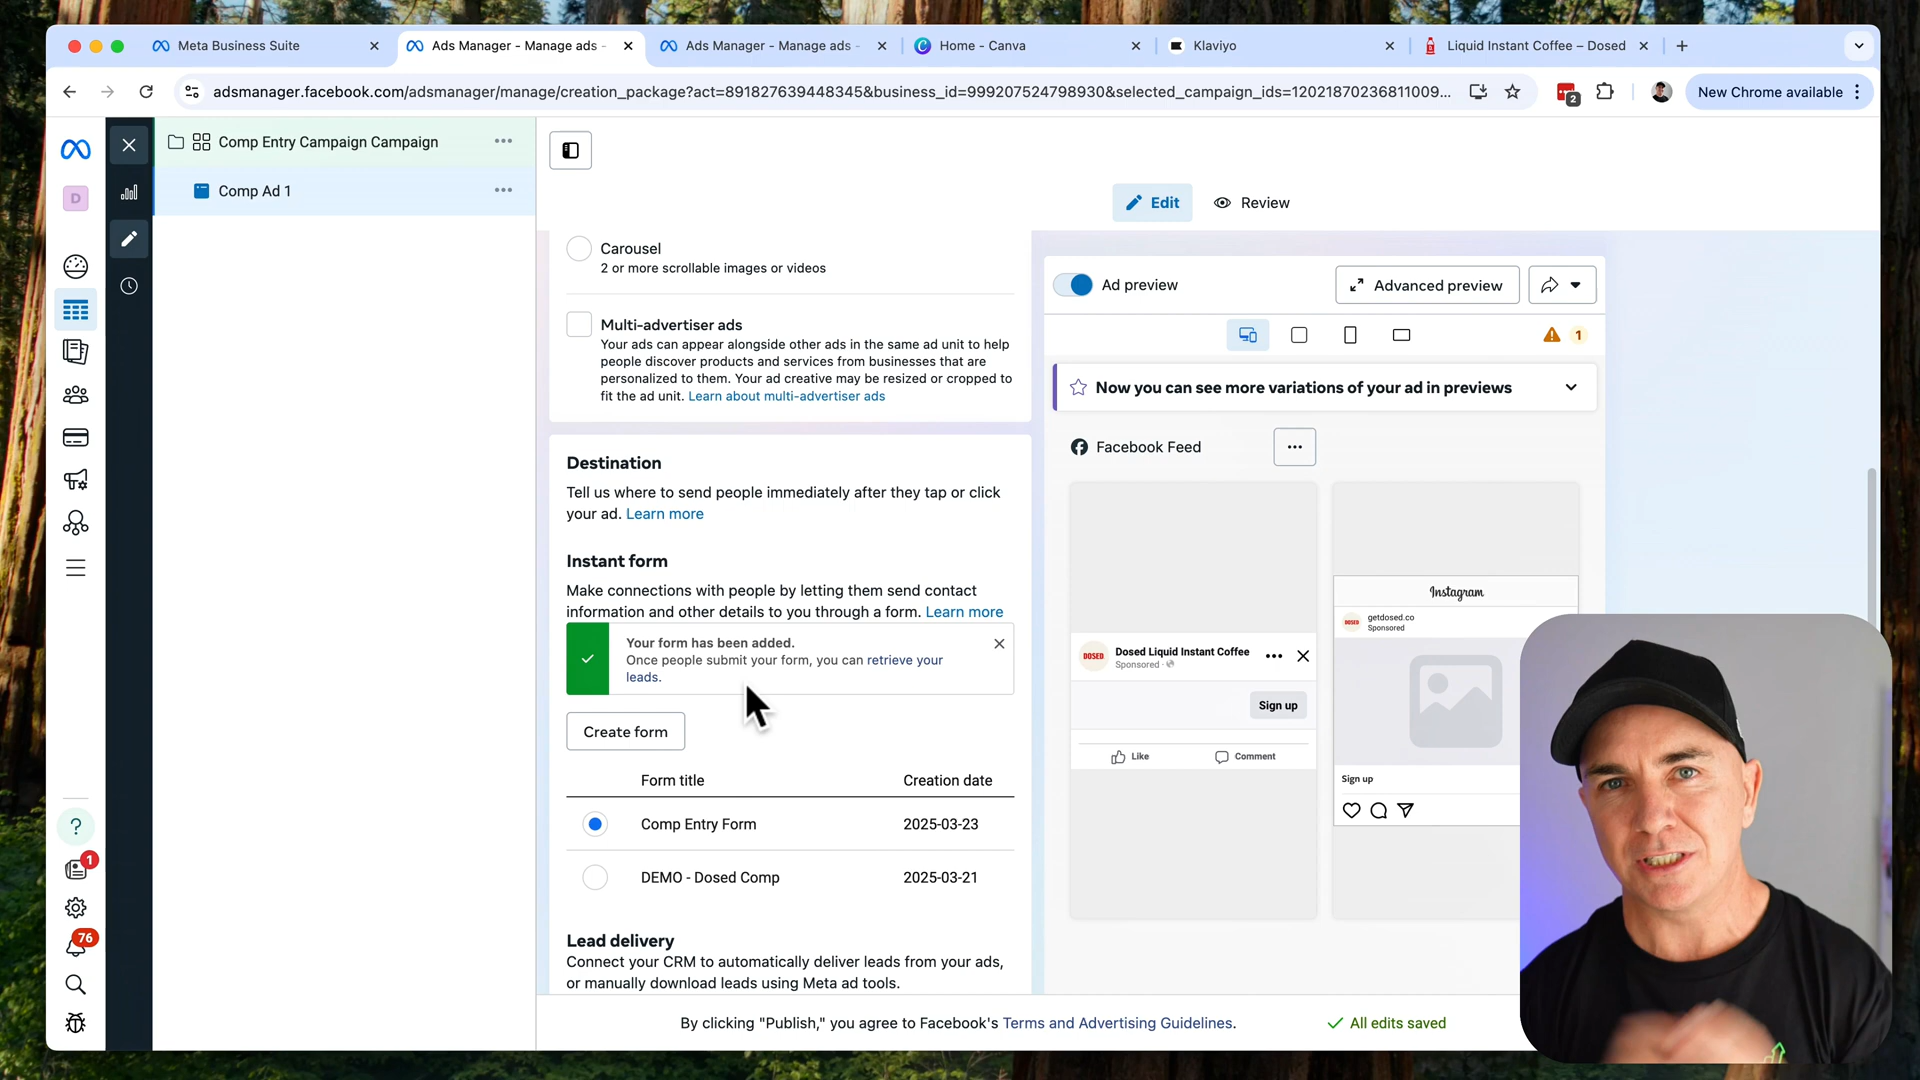 Meta Business Suite
Ads Manager - Manage ads -
Ads Manager - Manage ads -
Home - Canva
Klaviyo
Liquid Instant Coffee – Dosed
adsmanager.facebook.com/adsmanager/manage/creation_package?act=891827639448345&business_id=999207524798930&selected_campaign_ids=12021870236811009...
2
New Chrome available
D
Comp Entry Campaign Campaign
Comp Ad 1
Edit
Review
Carousel
2 or more scrollable images or videos
Multi-advertiser ads
Your ads can appear alongside other ads in the same ad unit to help
people discover products and services from businesses that are
personalized to them. Your ad creative may be resized or cropped to
fit the ad unit. Learn about multi-advertiser ads
Destination
Tell us where to send people immediately after they tap or click
your ad. Learn more
Instant form
Make connections with people by letting them send contact
information and other details to you through a form. Learn more
Your form has been added.
Once people submit your form, you can retrieve your
leads.
Create form
Form title
Creation date
Comp Entry Form
2025-03-23
DEMO - Dosed Comp
2025-03-21
Lead delivery
Connect your CRM to automatically deliver leads from your ads,
or manually download leads using Meta ad tools.
Ad preview
Advanced preview
1
Now you can see more variations of your ad in previews
Facebook Feed
DOSED
Dosed Liquid Instant Coffee
Sponsored ·
Sign up
Like
Comment
Instagram
DOSED
getdosed.co
Sponsored
Sign up
?
1
76
By clicking "Publish," you agree to Facebook's Terms and Advertising Guidelines.
All edits saved